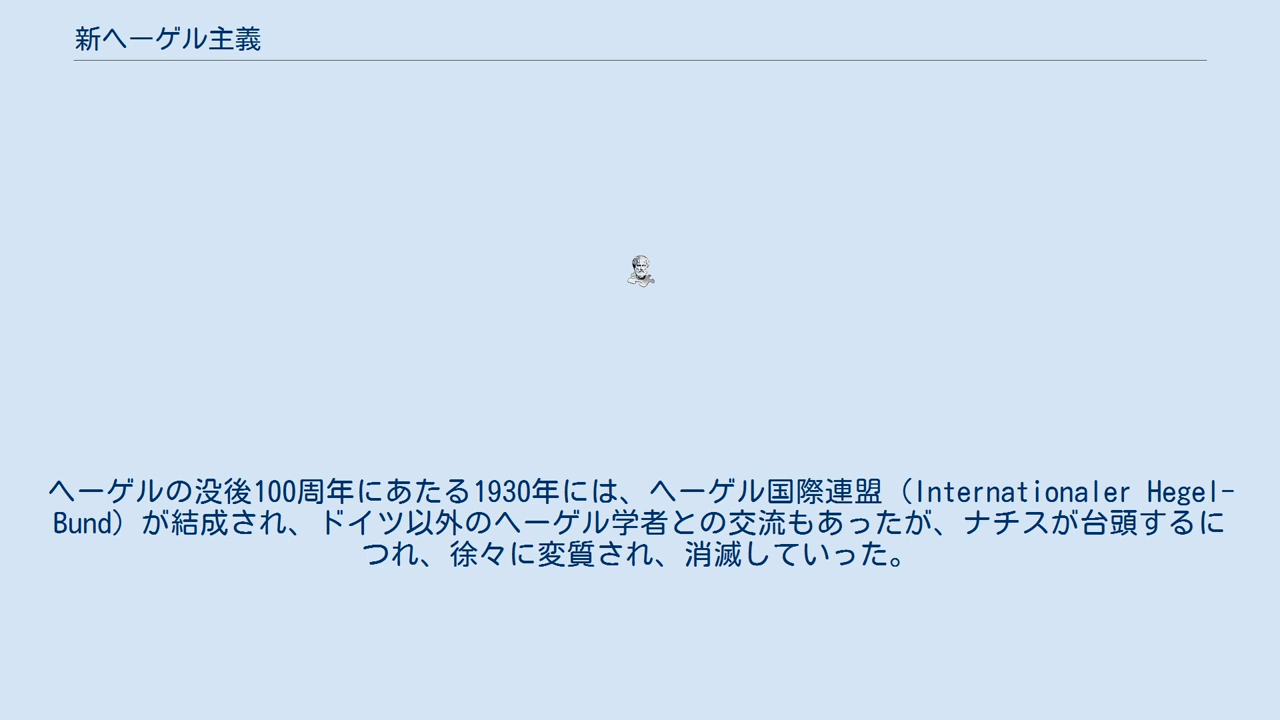 新ヘーゲル主義
ヘーゲルの没後100周年にあたる1930年には、ヘーゲル国際連盟（Internationaler Hegel-
Bund）が結成され、ドイツ以外のヘーゲル学者との交流もあったが、ナチスが台頭するに
つれ、徐々に変質され、消滅していった。